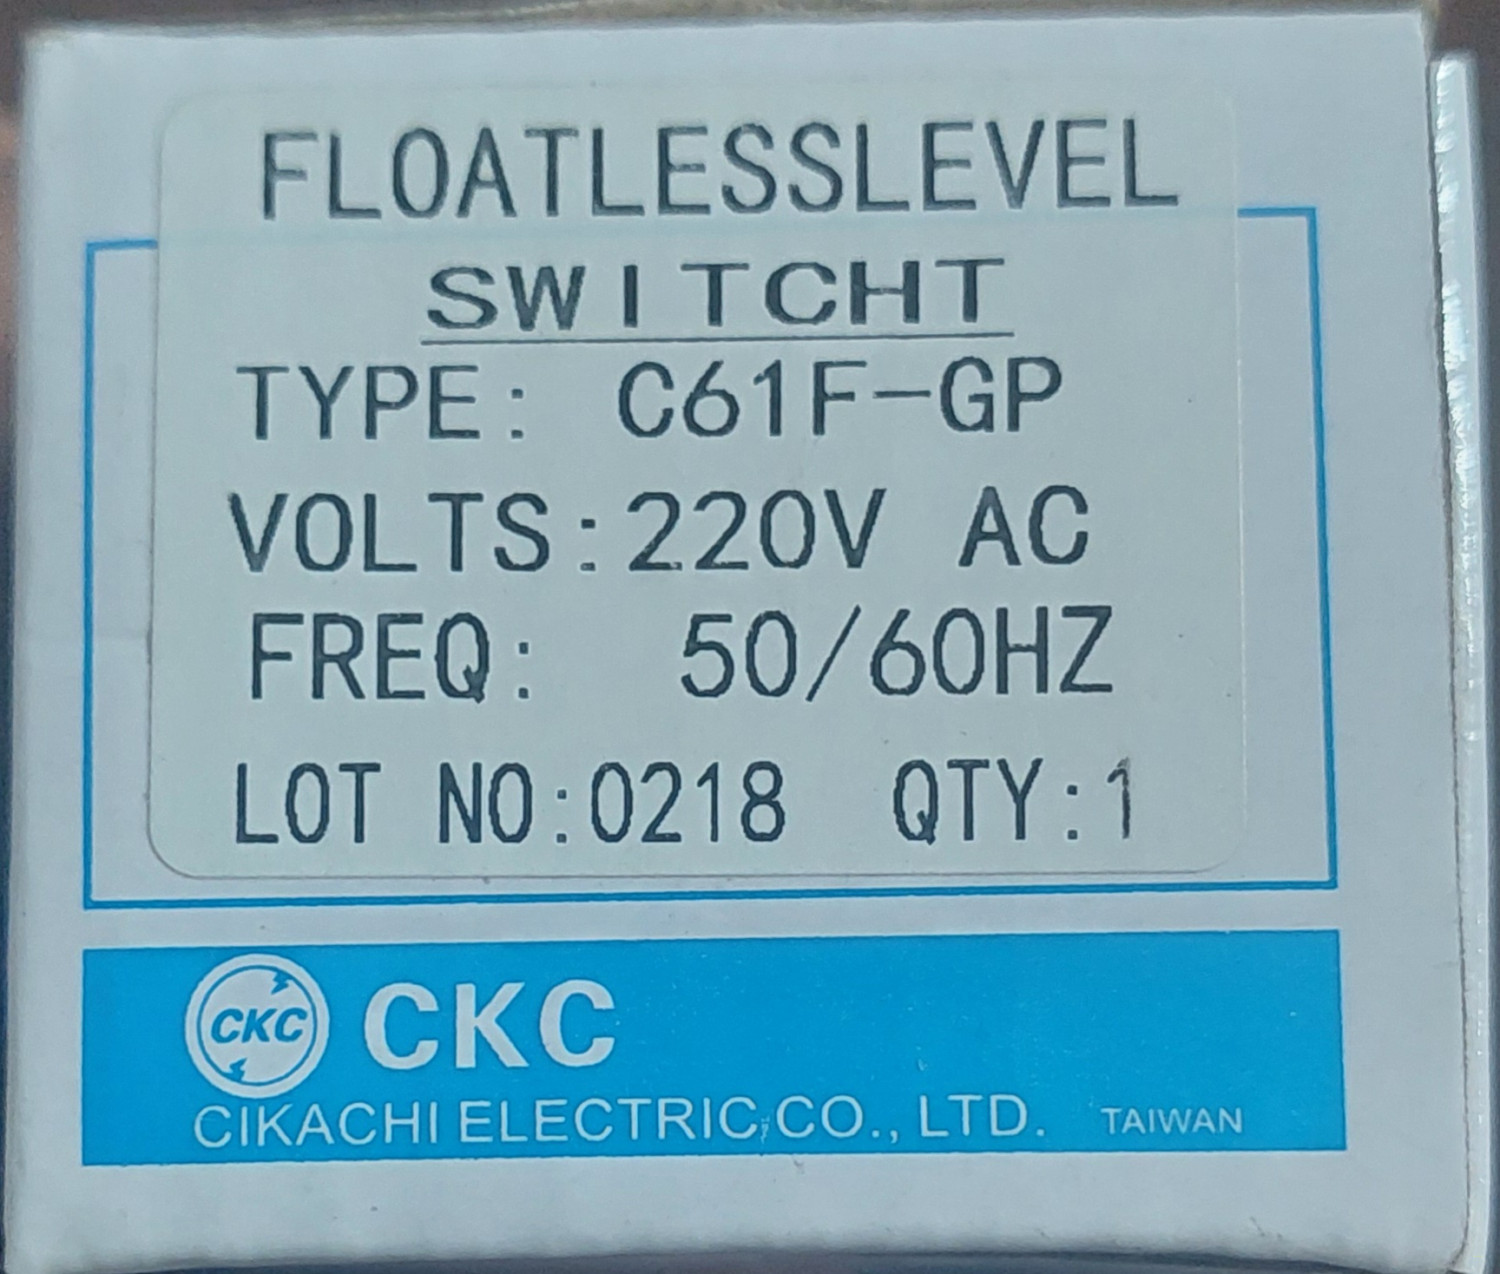 FLOATLESSLEVEL
SWITCHT
TYPE: C61F-GP
VOLTS:220V AC
FREQ: 50/60HZ
LOT NO:0218 QTY:1
CKC CKC
CIKACHI ELECTRIC CO., LTD. TAIWAN